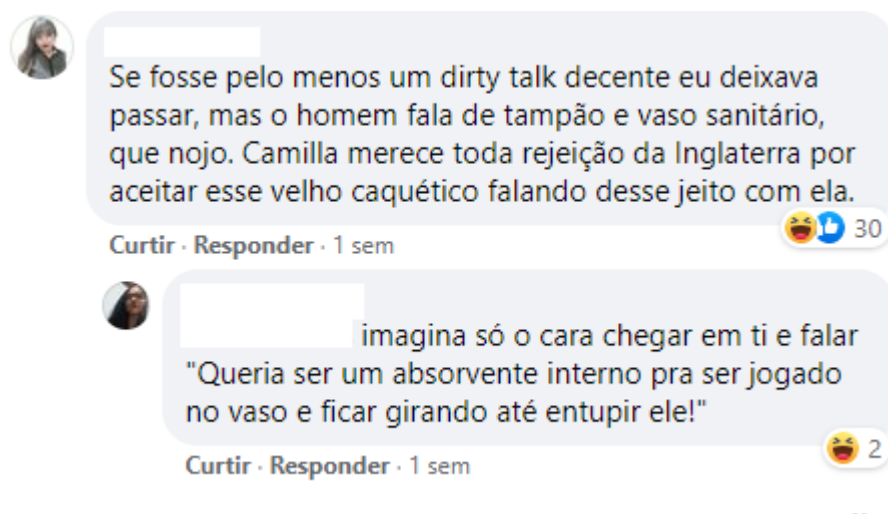 Se fosse pelo menos um dirty talk decente eu deixava
passar, mas o homem fala de tampão e vaso sanitário,
que nojo. Camilla merece toda rejeição da Inglaterra por
aceitar esse velho caquético falando desse jeito com ela.
30
Curtir · Responder · 1 sem
imagina só o cara chegar em ti e falar
"Queria ser um absorvente interno pra ser jogado
no vaso e ficar girando até entupir ele!"
2
Curtir · Responder · 1 sem